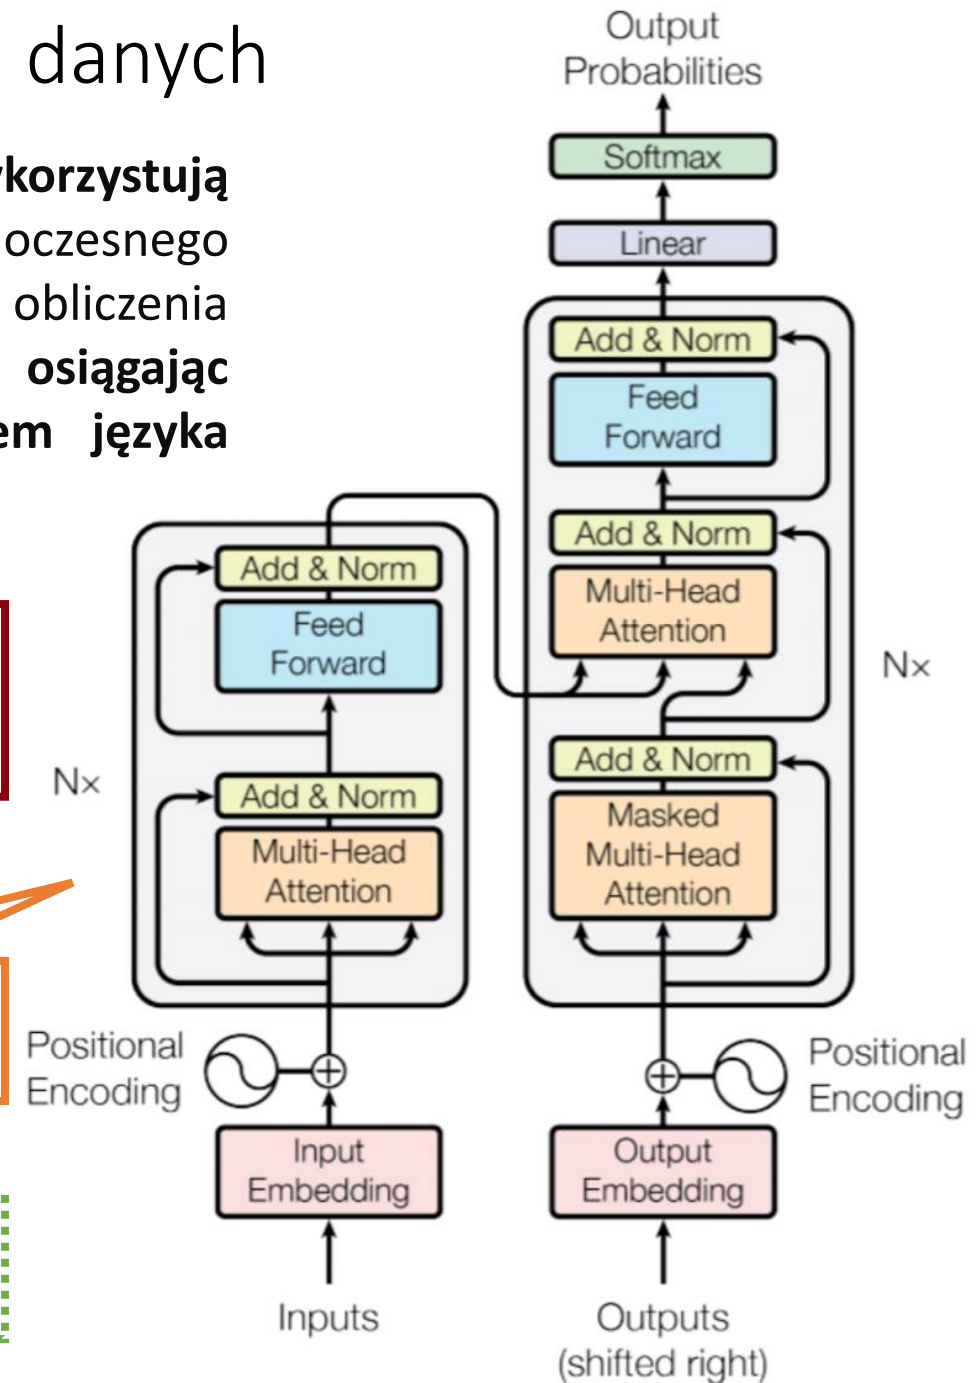 danych
ykorzystują
oczesnego
obliczenia
osiągając
em języka
Output
Probabilities
Softmax
Linear
Add & Norm
Feed
Forward
Add & Norm
Multi-Head
Attention
Nx
Add & Norm
Masked
Multi-Head
Attention
Positional
Encoding
Output
Embedding
Outputs
(shifted right)
Add & Norm
Feed
Forward
Nx
Add & Norm
Multi-Head
Attention
Positional
Encoding
Input
Embedding
Inputs